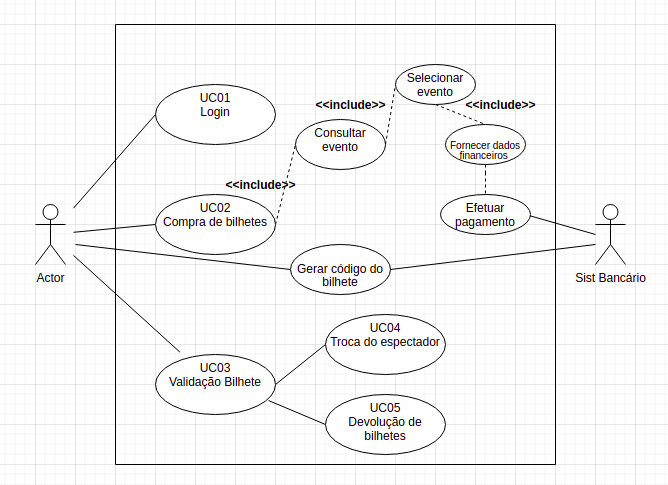 Selecionar
evento
UC01
Login
<<include>>
<<include>>
Consultar
evento
Fornecer dados
financeiros
<<include>>
UC02
Compra de bilhetes
Efetuar
pagamento
Actor
Gerar código do
bilhete
Sist Bancário
UC03
Validação Bilhete
UC04
Troca do espectador
UC05
Devolução de
bilhetes